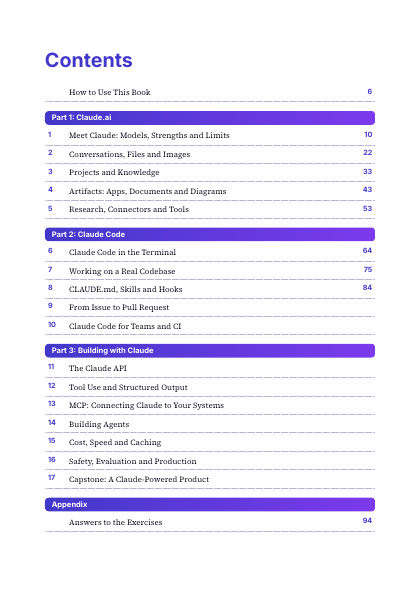 Contents
How to Use This Book 6
Part 1: Claude.ai
1 Meet Claude: Models, Strengths and Limits 10
2 Conversations, Files and Images 22
3 Projects and Knowledge 33
4 Artifacts: Apps, Documents and Diagrams 43
5 Research, Connectors and Tools 53
Part 2: Claude Code
6 Claude Code in the Terminal 64
7 Working on a Real Codebase 75
8 CLAUDE.md, Skills and Hooks 84
9 From Issue to Pull Request
10 Claude Code for Teams and CI
Part 3: Building with Claude
11 The Claude API
12 Tool Use and Structured Output
13 MCP: Connecting Claude to Your Systems
14 Building Agents
15 Cost, Speed and Caching
16 Safety, Evaluation and Production
17 Capstone: A Claude-Powered Product
Appendix
Answers to the Exercises 94